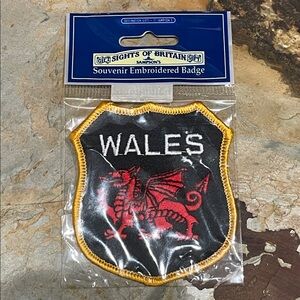 SIGHTS OF BRITAIN
SAMPSON'S
Souvenir Embroidered Badge
WALES